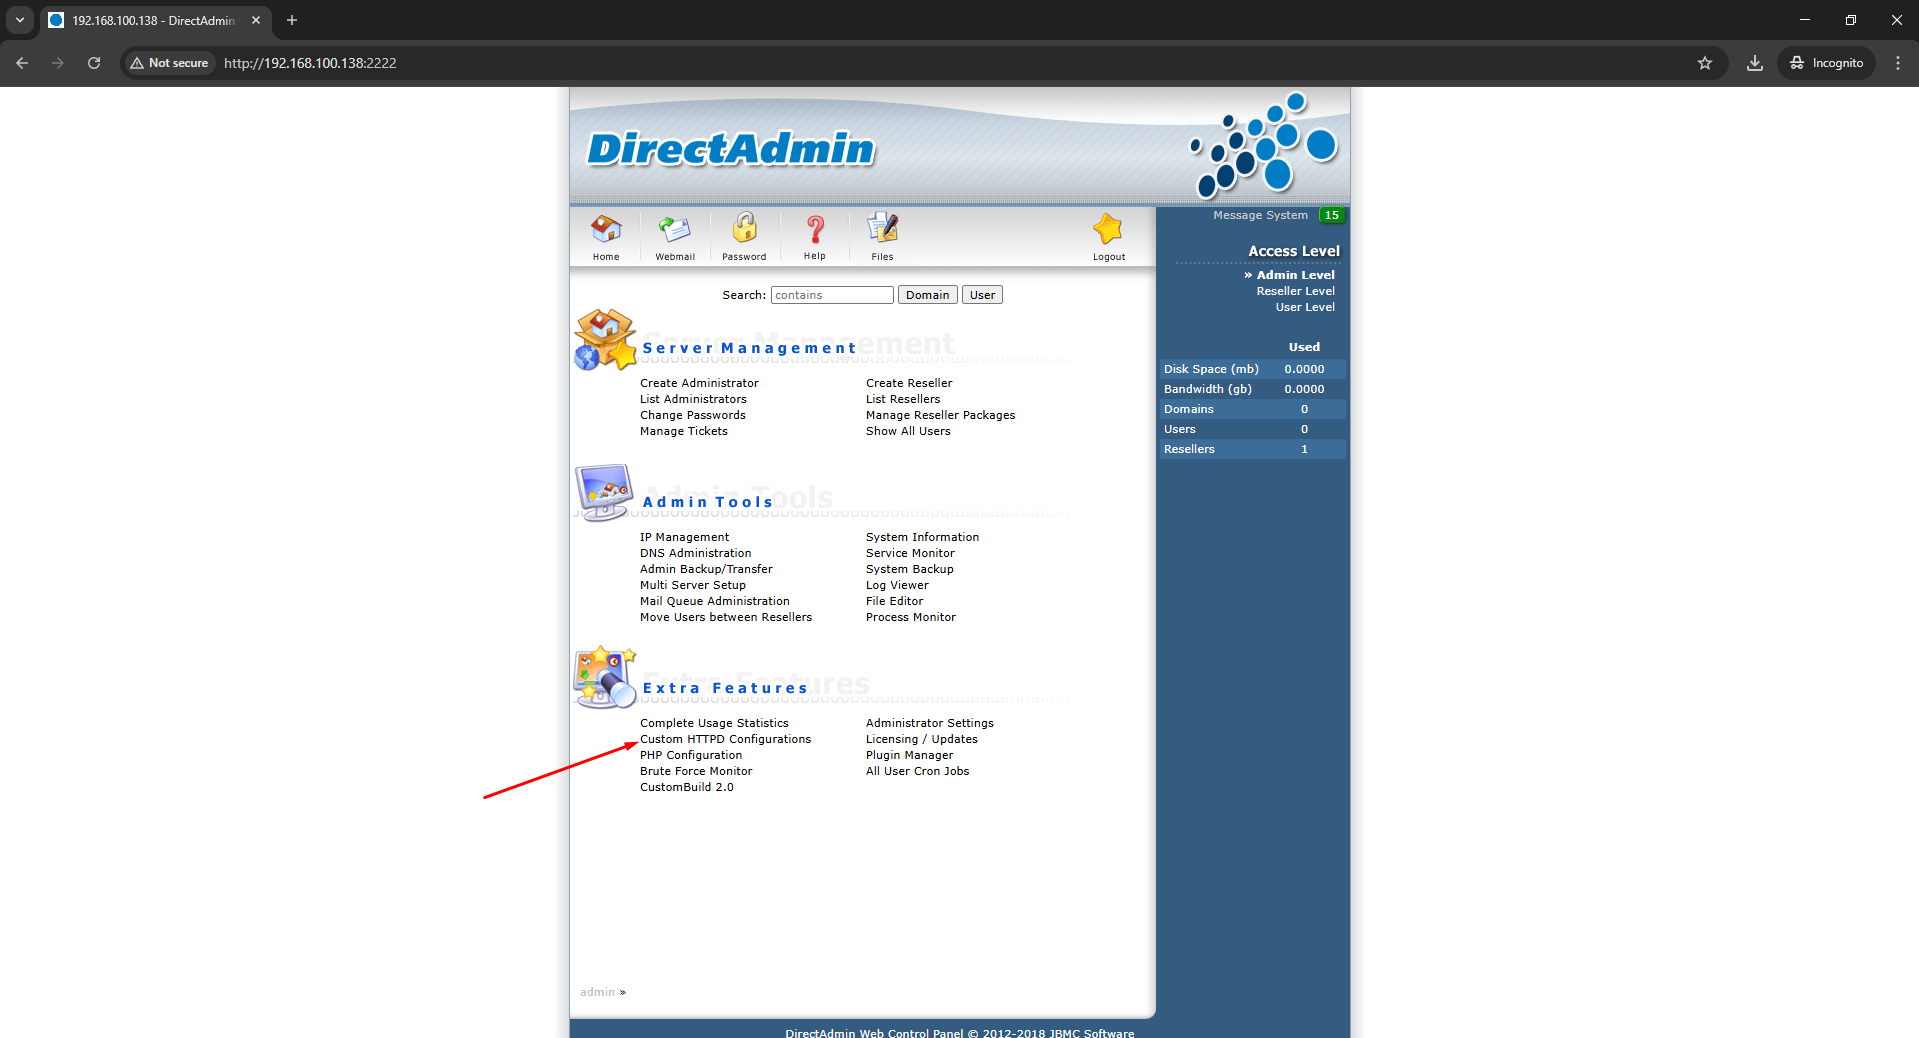 192.168.100.138 - DirectAdmin
Not secure
http://192.168.100.138:2222
Incognito
DirectAdmin
Home
Webmail
Password
Help
Files
Logout
Message System 15
Access Level
» Admin Level
Reseller Level
User Level
Search: contains Domain User
Used
Disk Space (mb) 0.0000
Bandwidth (gb) 0.0000
Domains 0
Users 0
Resellers 1
Server Management
Server Management
Create Administrator
Create Reseller
List Administrators
List Resellers
Change Passwords
Manage Reseller Packages
Manage Tickets
Show All Users
Admin Tools
Admin Tools
IP Management
System Information
DNS Administration
Service Monitor
Admin Backup/Transfer
System Backup
Multi Server Setup
Log Viewer
Mail Queue Administration
File Editor
Move Users between Resellers
Process Monitor
Extra Features
Extra Features
Complete Usage Statistics
Administrator Settings
Custom HTTPD Configurations
Licensing / Updates
PHP Configuration
Plugin Manager
Brute Force Monitor
All User Cron Jobs
CustomBuild 2.0
admin »
DirectAdmin Web Control Panel © 2012-2018 JBMC Software